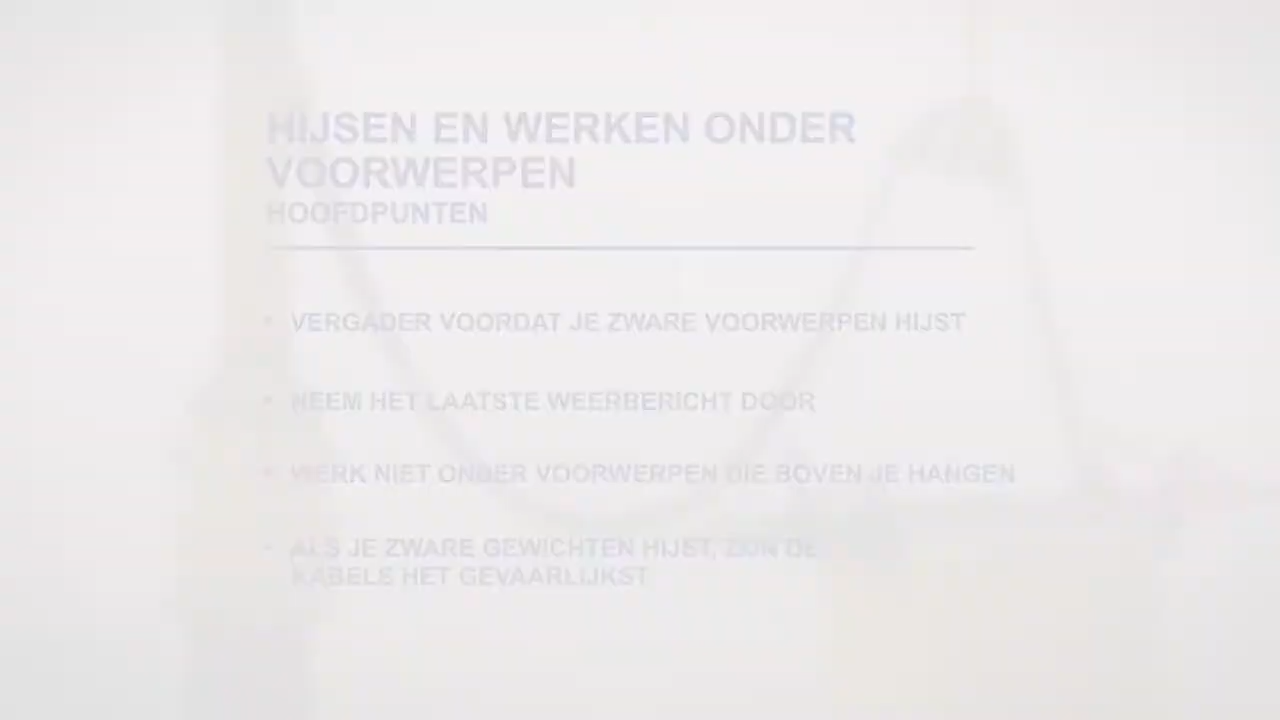 HIJSEN EN WERKEN ONDER
VOORWERPEN
HOOFDPUNTEN
• VERGADER VOORDAT JE ZWARE VOORWERPEN HIJST
• NEEM HET LAATSTE WEERBERICHT DOOR
• WERK NIET ONDER VOORWERPEN DIE BOVEN JE HANGEN
• ALS JE ZWARE GEWICHTEN HIJST, ZIJN DE
KABELS HET GEVAARLIJKST